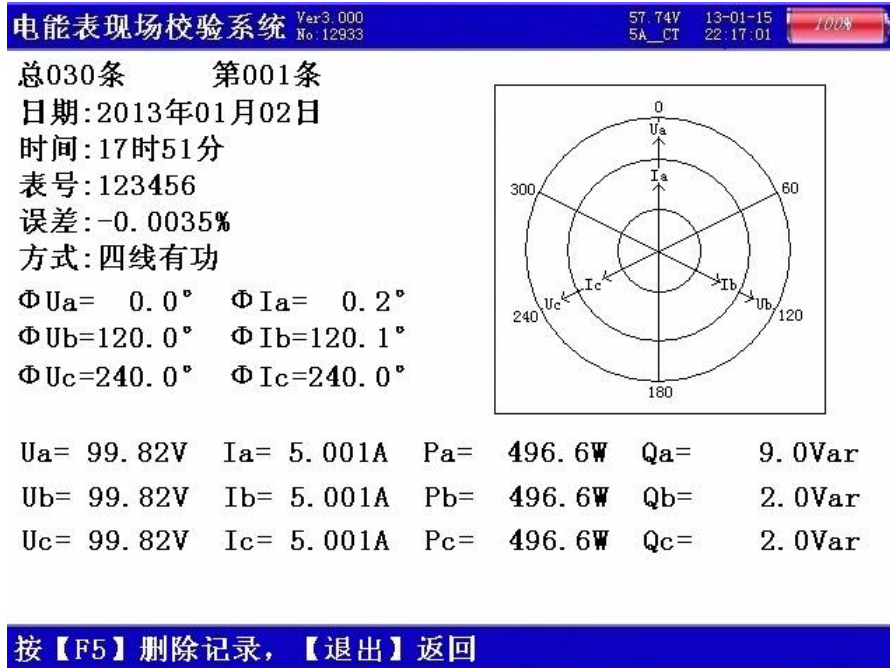 电能表现场校验系统 Ver3.000 No:12933 57.74V 5A__CT 13-01-15 22:17:01 100%
总030条 第001条
日期:2013年01月02日
时间:17时51分
表号:123456
误差:-0.0035%
方式:四线有功
ΦUa= 0.0° ΦIa= 0.2°
ΦUb=120.0° ΦIb=120.1°
ΦUc=240.0° ΦIc=240.0°
0
Ua
Ia
300
60
Ic
Ib
Uc
Ub
240
120
180
Ua= 99.82V Ia= 5.001A Pa= 496.6W Qa= 9.0Var
Ub= 99.82V Ib= 5.001A Pb= 496.6W Qb= 2.0Var
Uc= 99.82V Ic= 5.001A Pc= 496.6W Qc= 2.0Var
按【F5】删除记录，【退出】返回